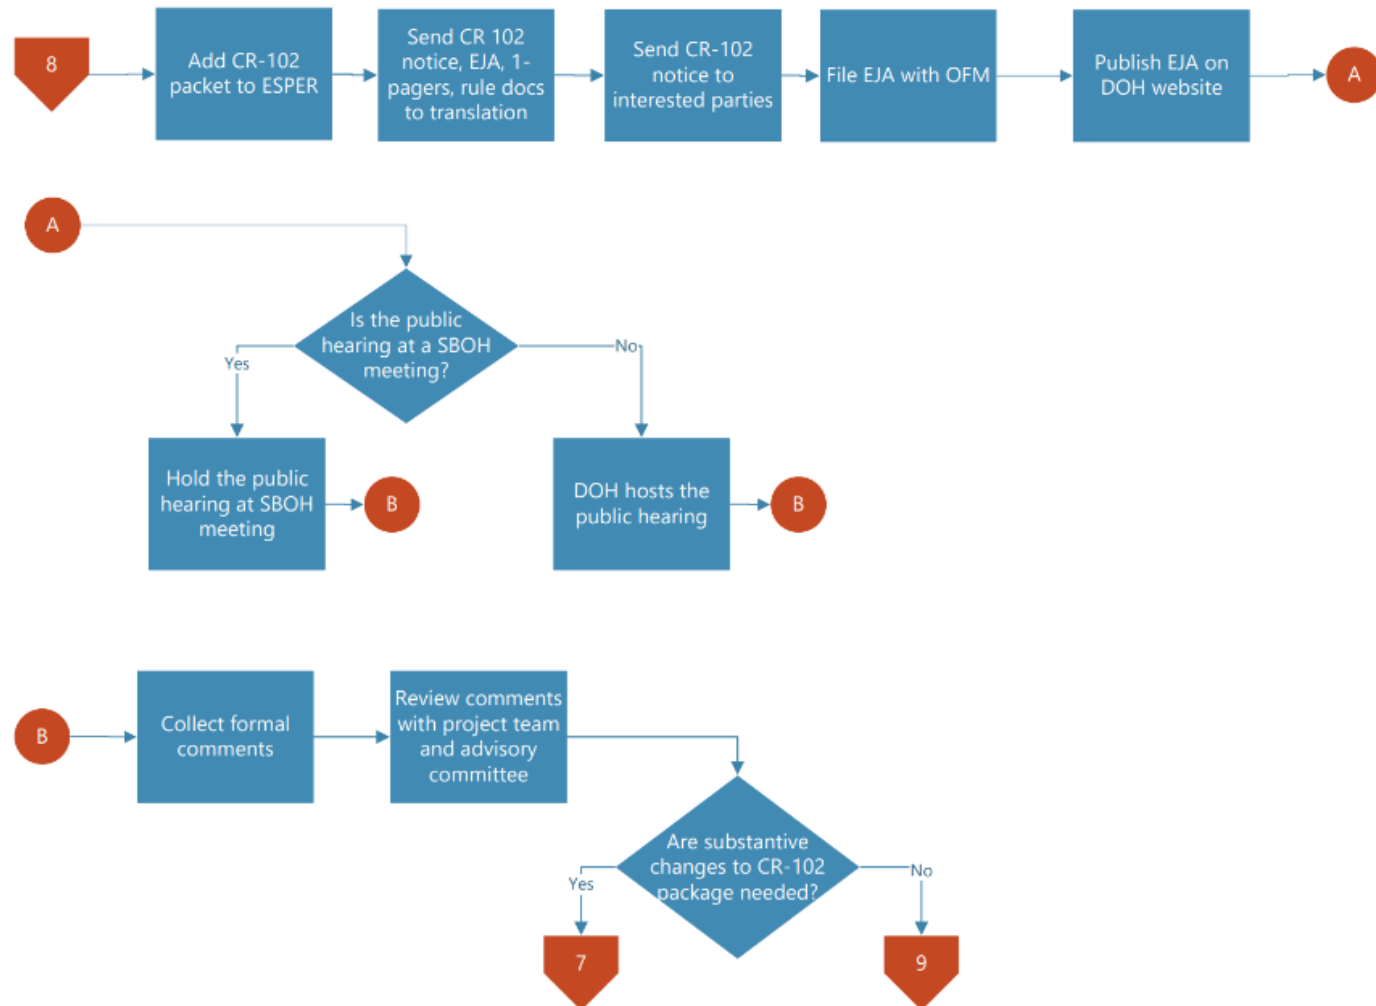 8
Add CR-102
packet to ESPER
Send CR 102
notice, EJA, 1-
pagers, rule docs
to translation
Send CR-102
notice to
interested parties
File EJA with OFM
Publish EJA on
DOH website
A
A
Is the public
hearing at a SBOH
meeting?
Yes
No
Hold the public
hearing at SBOH
meeting
B
DOH hosts the
public hearing
B
B
Collect formal
comments
Review comments
with project team
and advisory
committee
Are substantive
changes to CR-102
package needed?
Yes
No
7
9